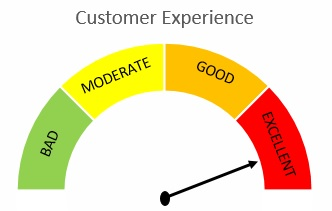 Customer Experience
BAD
MODERATE
GOOD
EXCELLENT